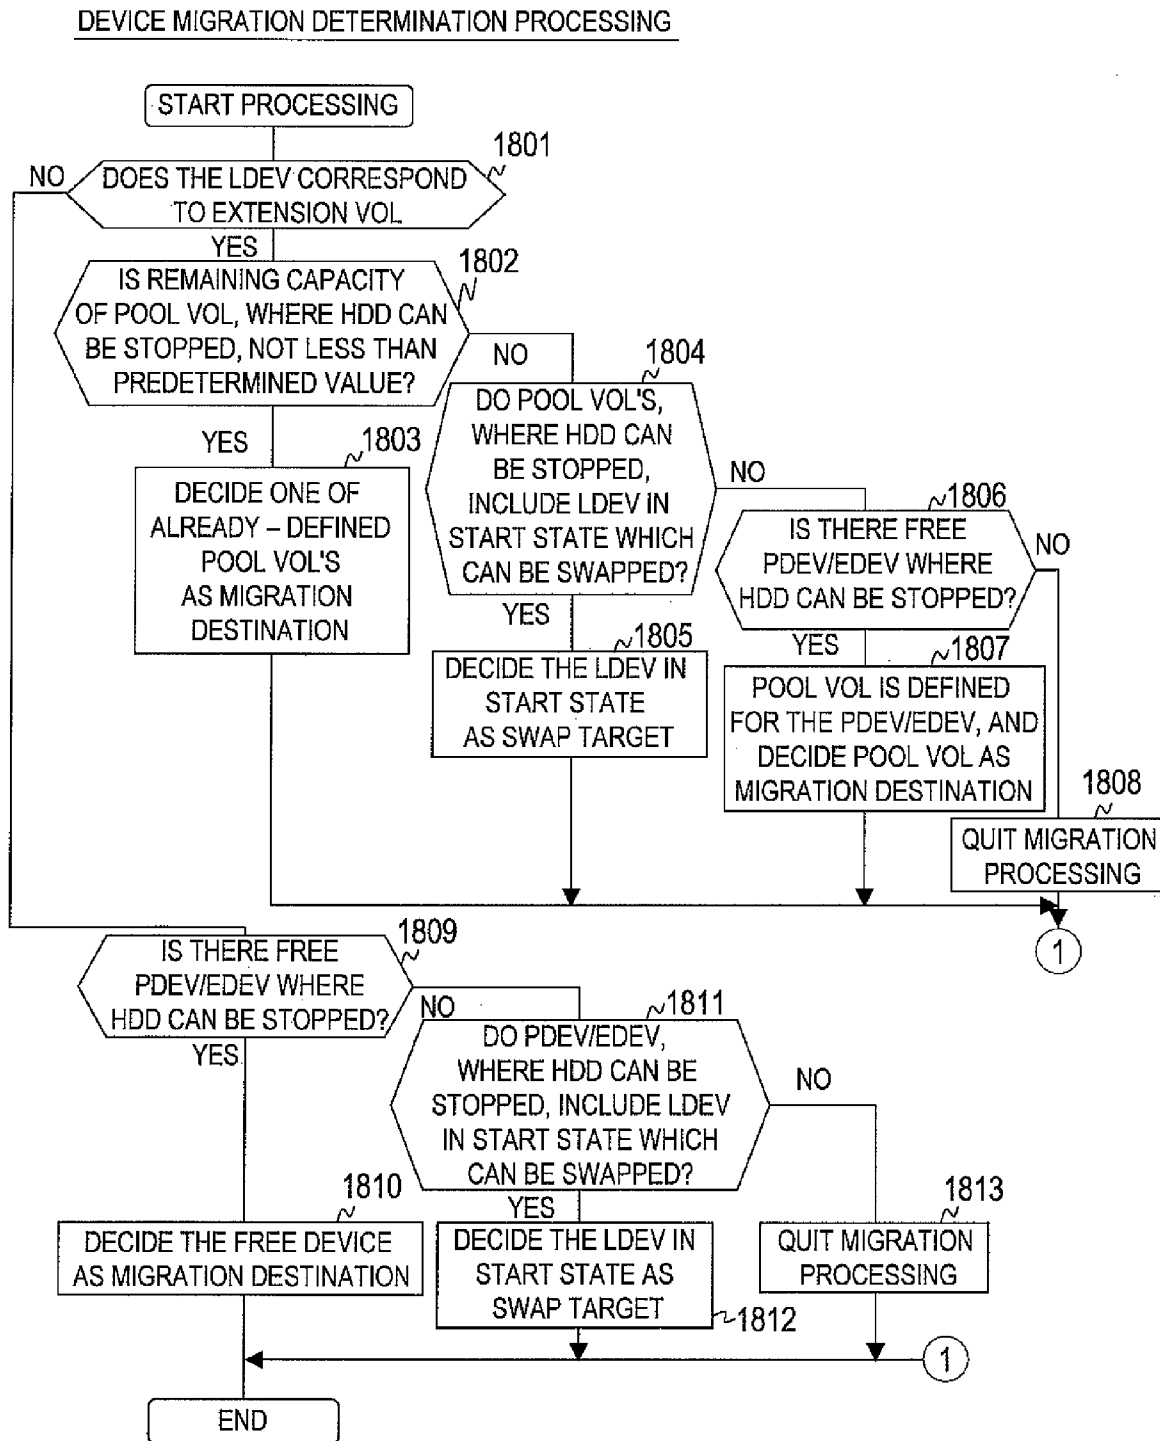 DEVICE MIGRATION DETERMINATION PROCESSING
START PROCESSING
1801
NO
DOES THE LDEV CORRESPOND
TO EXTENSION VOL
YES
1802
IS REMAINING CAPACITY
OF POOL VOL, WHERE HDD CAN
BE STOPPED, NOT LESS THAN
PREDETERMINED VALUE?
NO
1804
YES
1803
DECIDE ONE OF
ALREADY – DEFINED
POOL VOL'S
AS MIGRATION
DESTINATION
DO POOL VOL'S,
WHERE HDD CAN
BE STOPPED,
INCLUDE LDEV IN
START STATE WHICH
CAN BE SWAPPED?
NO
YES
1805
DECIDE THE LDEV IN
START STATE
AS SWAP TARGET
1806
IS THERE FREE
PDEV/EDEV WHERE
HDD CAN BE STOPPED?
NO
YES
1807
POOL VOL IS DEFINED
FOR THE PDEV/EDEV, AND
DECIDE POOL VOL AS
MIGRATION DESTINATION
1808
QUIT MIGRATION
PROCESSING
1
1809
IS THERE FREE
PDEV/EDEV WHERE
HDD CAN BE STOPPED?
NO
YES
1811
DO PDEV/EDEV,
WHERE HDD CAN BE
STOPPED, INCLUDE LDEV
IN START STATE WHICH
CAN BE SWAPPED?
NO
YES
1810
DECIDE THE FREE DEVICE
AS MIGRATION DESTINATION
DECIDE THE LDEV IN
START STATE AS
SWAP TARGET
1812
1813
QUIT MIGRATION
PROCESSING
1
END